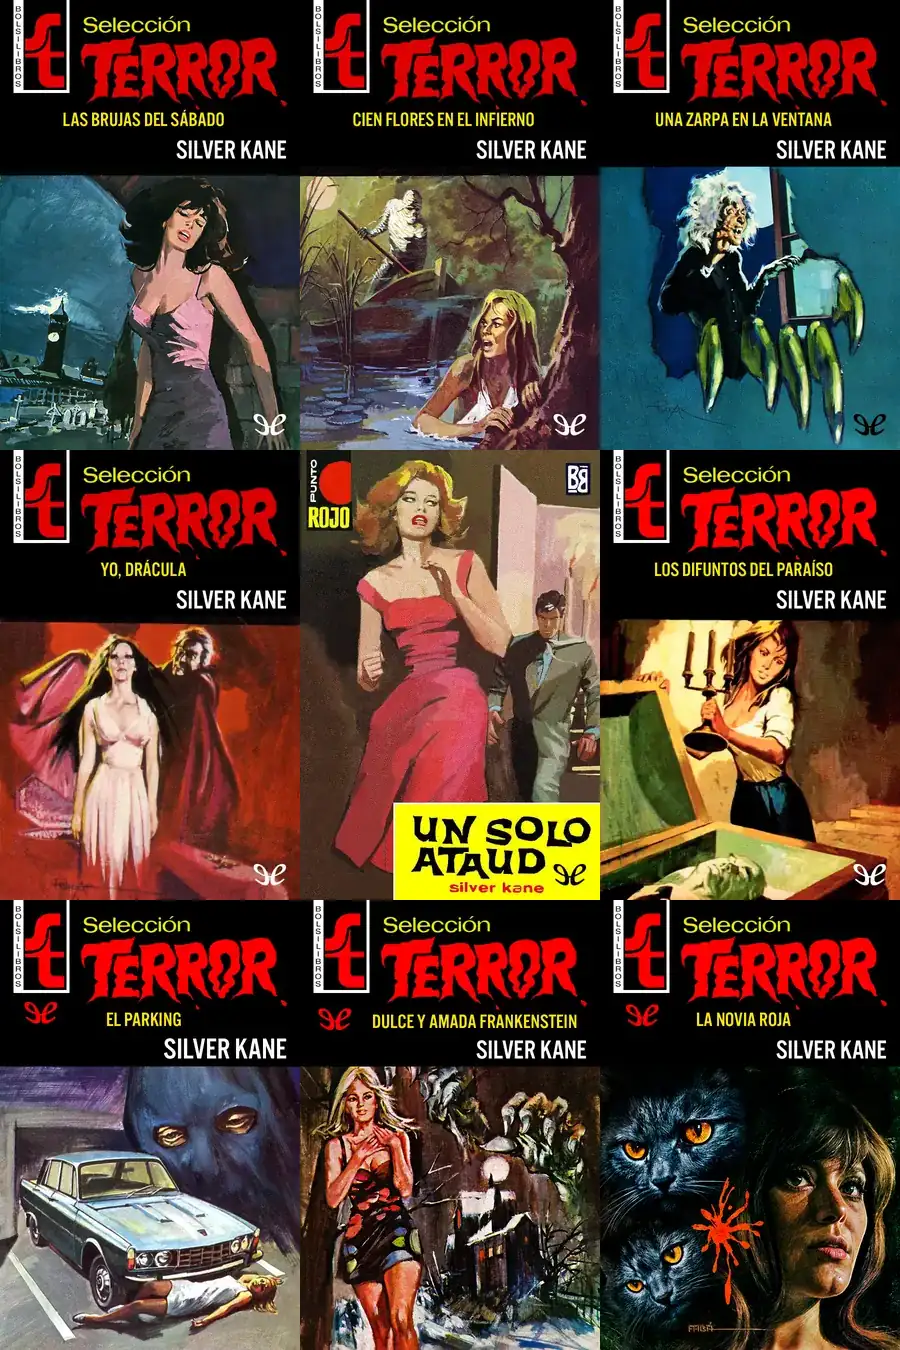 BOLSILIBROS
Selección
TERROR
LAS BRUJAS DEL SÁBADO
SILVER KANE
BOLSILIBROS
Selección
TERROR
CIEN FLORES EN EL INFIERNO
SILVER KANE
BOLSILIBROS
Selección
TERROR
UNA ZARPA EN LA VENTANA
SILVER KANE
BOLSILIBROS
Selección
TERROR
YO, DRÁCULA
SILVER KANE
PUNTO
ROJO
BB
UN SOLO
ATAUD
silver kane
BOLSILIBROS
Selección
TERROR
LOS DIFUNTOS DEL PARAÍSO
SILVER KANE
BOLSILIBROS
Selección
TERROR
EL PARKING
SILVER KANE
BOLSILIBROS
Selección
TERROR
DULCE Y AMADA FRANKENSTEIN
SILVER KANE
BOLSILIBROS
Selección
TERROR
LA NOVIA ROJA
SILVER KANE
FABÁ